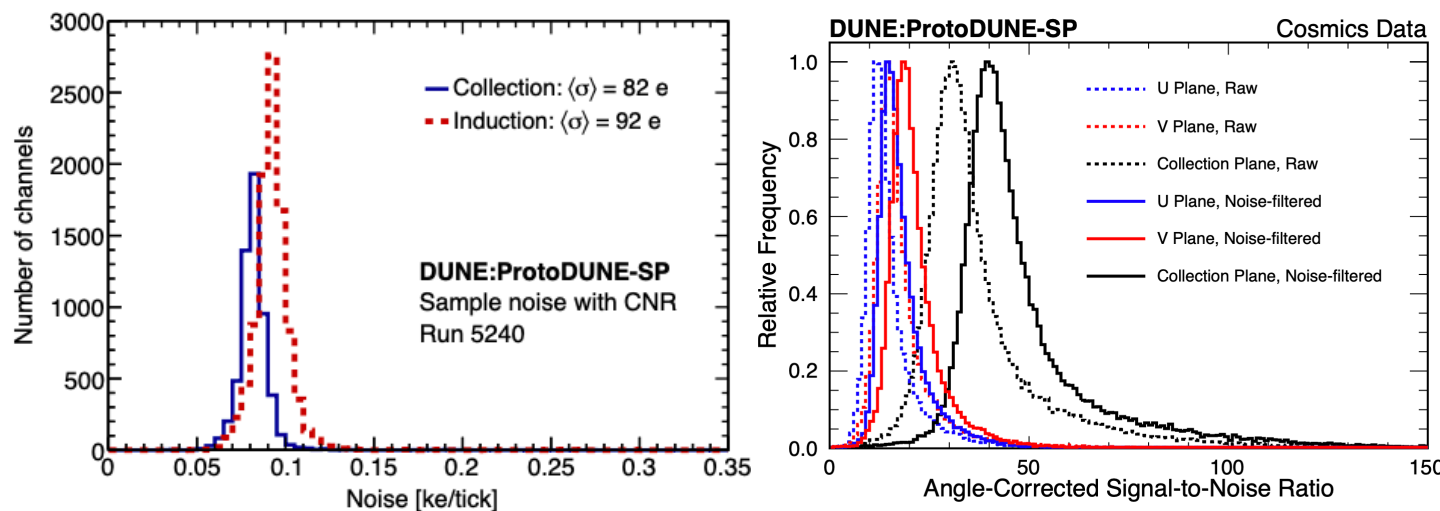 3000
2500
2000
1500
1000
500
0
Number of channels
Collection: ⟨σ⟩ = 82 e
Induction: ⟨σ⟩ = 92 e
DUNE:ProtoDUNE-SP
Sample noise with CNR
Run 5240
0 0.05 0.1 0.15 0.2 0.25 0.3 0.35
Noise [ke/tick]
DUNE:ProtoDUNE-SP Cosmics Data
1.0
0.8
0.6
0.4
0.2
0.0
Relative Frequency
U Plane, Raw
V Plane, Raw
Collection Plane, Raw
U Plane, Noise-filtered
V Plane, Noise-filtered
Collection Plane, Noise-filtered
0 50 100 150
Angle-Corrected Signal-to-Noise Ratio